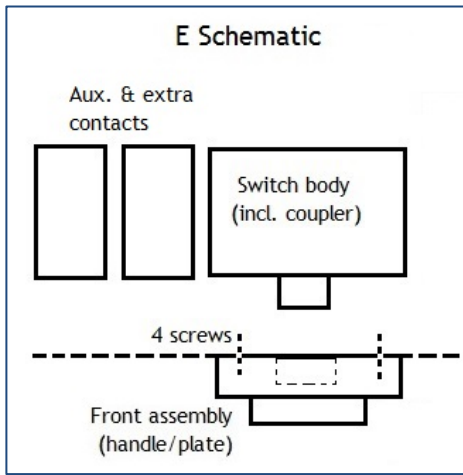 E Schematic
Aux. & extra
contacts
Switch body
(incl. coupler)
4 screws
Front assembly
(handle/plate)